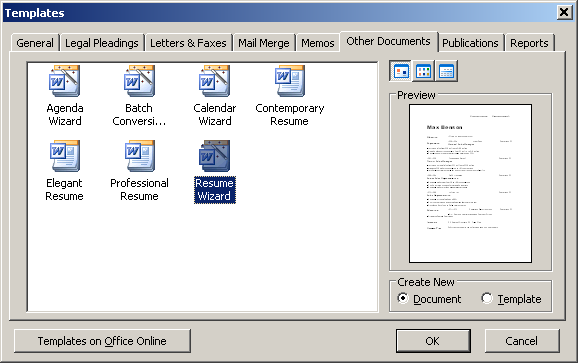 Templates
General Legal Pleadings Letters & Faxes Mail Merge Memos Other Documents Publications Reports
Agenda Wizard
Batch Conversi...
Calendar Wizard
Contemporary Resume
Elegant Resume
Professional Resume
Resume Wizard
Preview
Max Benson
Create New
Document Template
Templates on Office Online OK Cancel